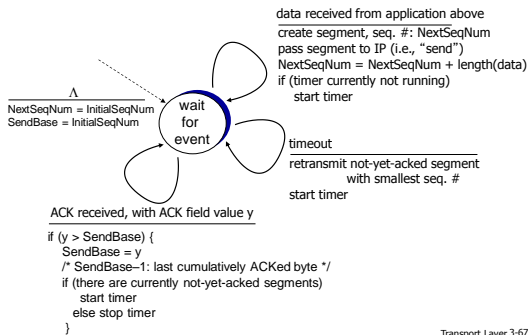 data received from application above
create segment, seq. #: NextSeqNum
pass segment to IP (i.e., “send”)
NextSeqNum = NextSeqNum + length(data)
if (timer currently not running)
start timer
Λ
NextSeqNum = InitialSeqNum
SendBase = InitialSeqNum
wait
for
event
timeout
retransmit not-yet-acked segment
with smallest seq. #
start timer
ACK received, with ACK field value y
if (y > SendBase) {
SendBase = y
/* SendBase–1: last cumulatively ACKed byte */
if (there are currently not-yet-acked segments)
start timer
else stop timer
}
Transport Layer 3-67